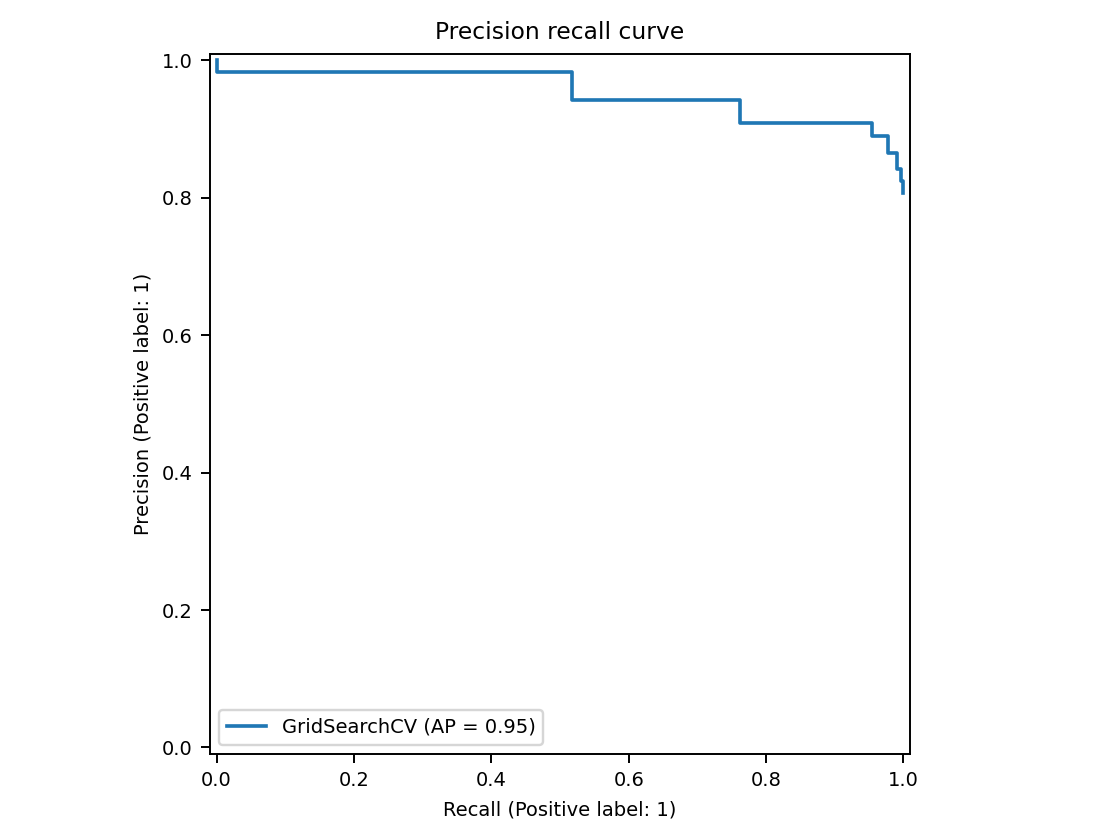 Precision recall curve
1.0
0.8
0.6
0.4
0.2
0.0
Precision (Positive label: 1)
GridSearchCV (AP = 0.95)
0.0 0.2 0.4 0.6 0.8 1.0
Recall (Positive label: 1)